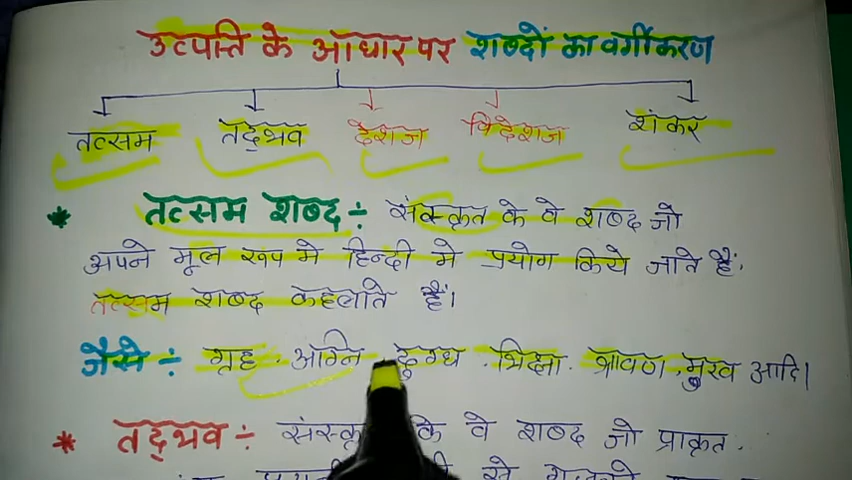 उत्पत्ति के आधार पर शब्दों का वर्गीकरण
तत्सम तद्भव देशज विदेशज शंकर
* तत्सम शब्द ÷ संस्कृत के वे शब्द जो
अपने मूल रूप मे हिन्दी मे प्रयोग किये जाते है,
तत्सम शब्द कहलाते हैं।
जैसे ÷ गृह . अग्नि दुग्ध . भिक्षा . श्रावण , मुख आदि।
* तद्भव ÷ संस्कृत के वे शब्द जो प्राकृत .
से